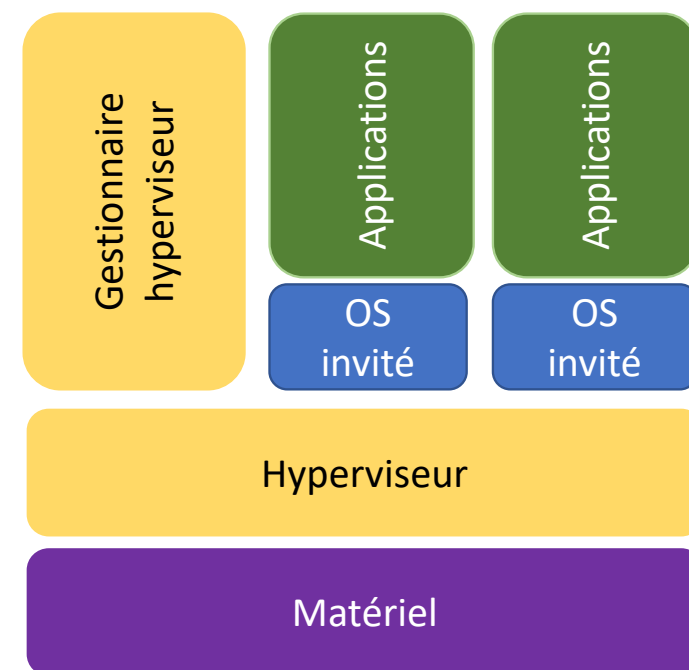 Gestionnaire
hyperviseur
Applications
Applications
OS
invité
OS
invité
Hyperviseur
Matériel